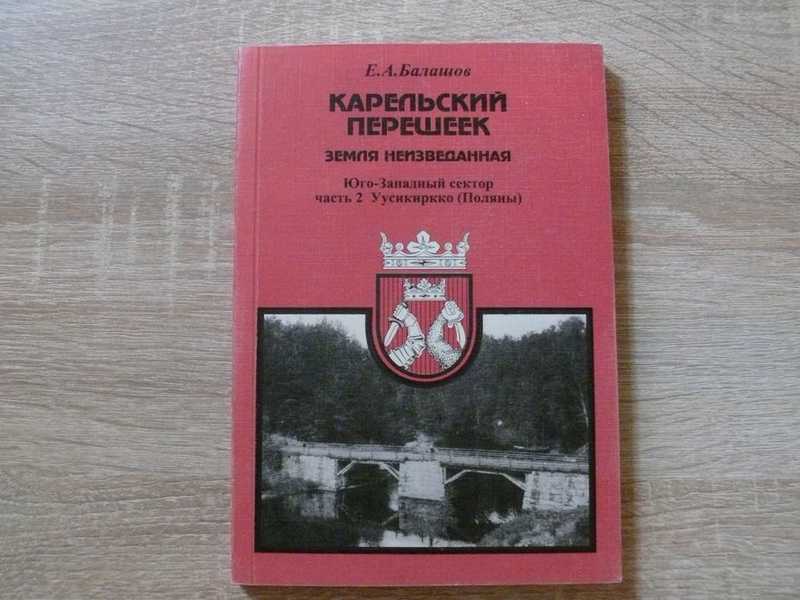 Е.А.Балашов
КАРЕЛЬСКИЙ
ПЕРЕШЕЕК
ЗЕМЛЯ НЕИЗВЕДАННАЯ
Юго-Западный сектор
часть 2 Уусикиркко (Поляны)